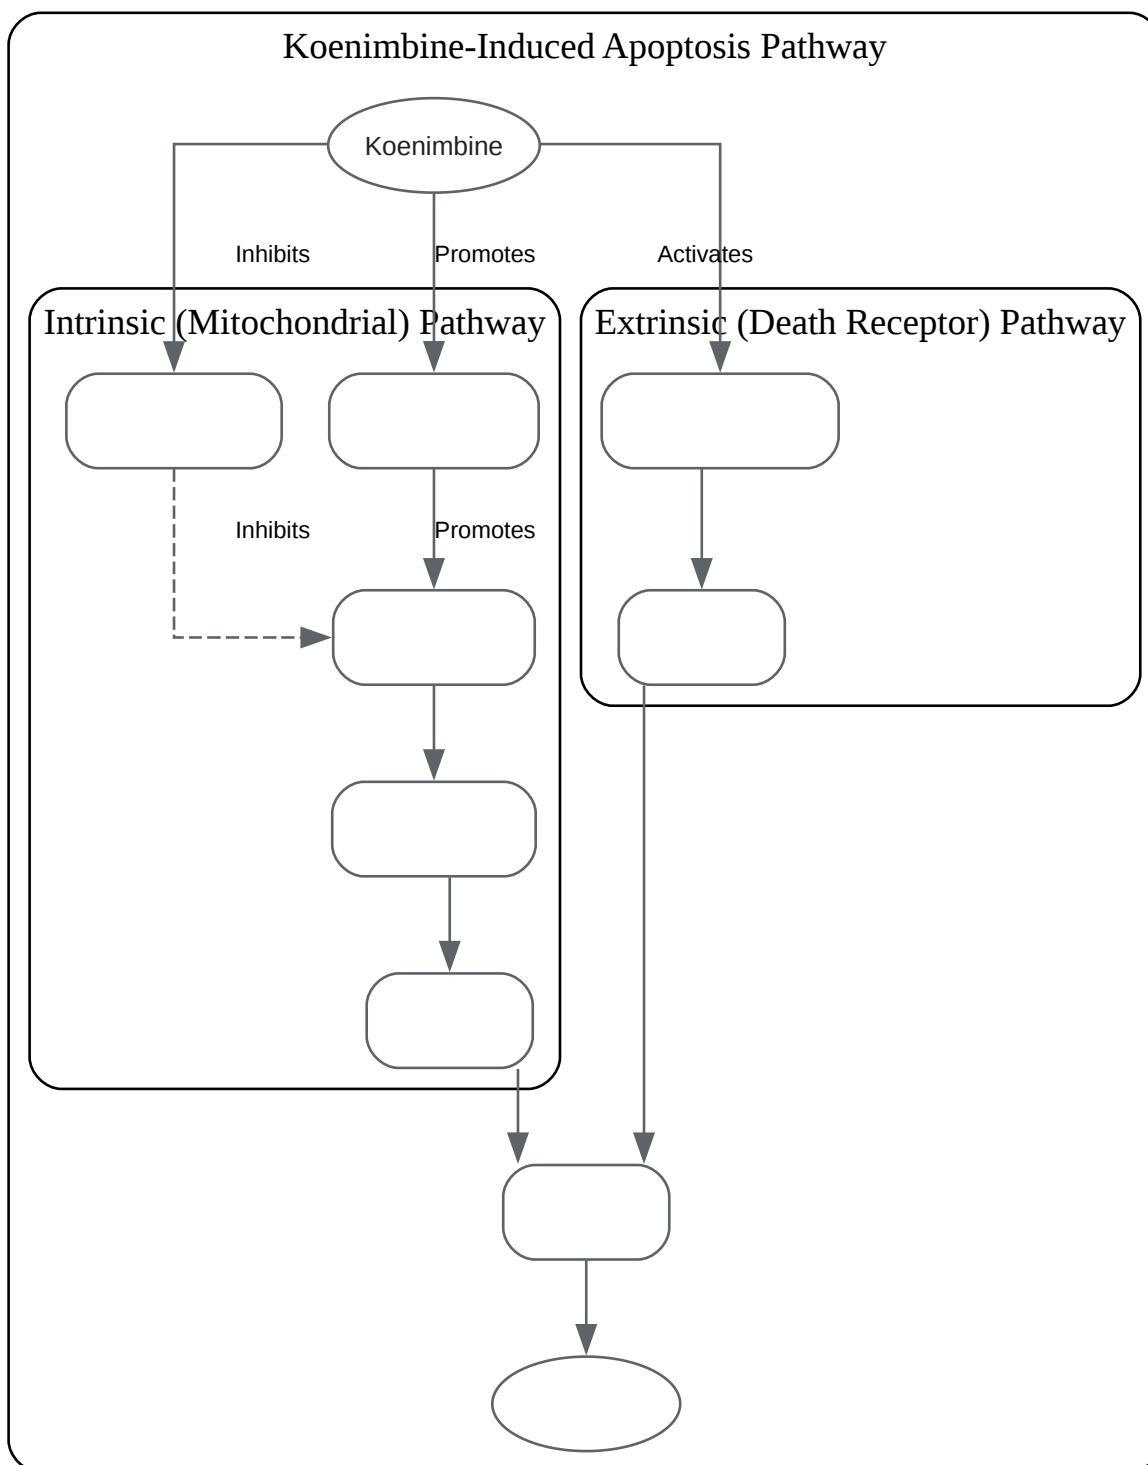 Koenimbine-Induced Apoptosis Pathway
Koenimbine
Inhibits
Promotes
Activates
Intrinsic (Mitochondrial) Pathway
Extrinsic (Death Receptor) Pathway
Inhibits
Promotes